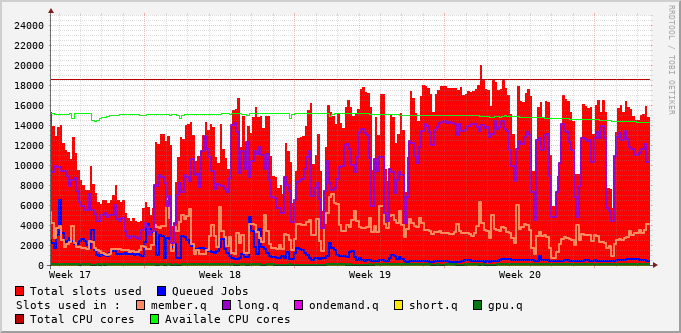 RRDTOOL / TOBI OETIKER
24000
22000
20000
18000
16000
14000
12000
10000
8000
6000
4000
2000
0
Week 17 Week 18 Week 19 Week 20
Total slots used Queued Jobs
Slots used in : member.q long.q ondemand.q short.q gpu.q
Total CPU cores Availale CPU cores